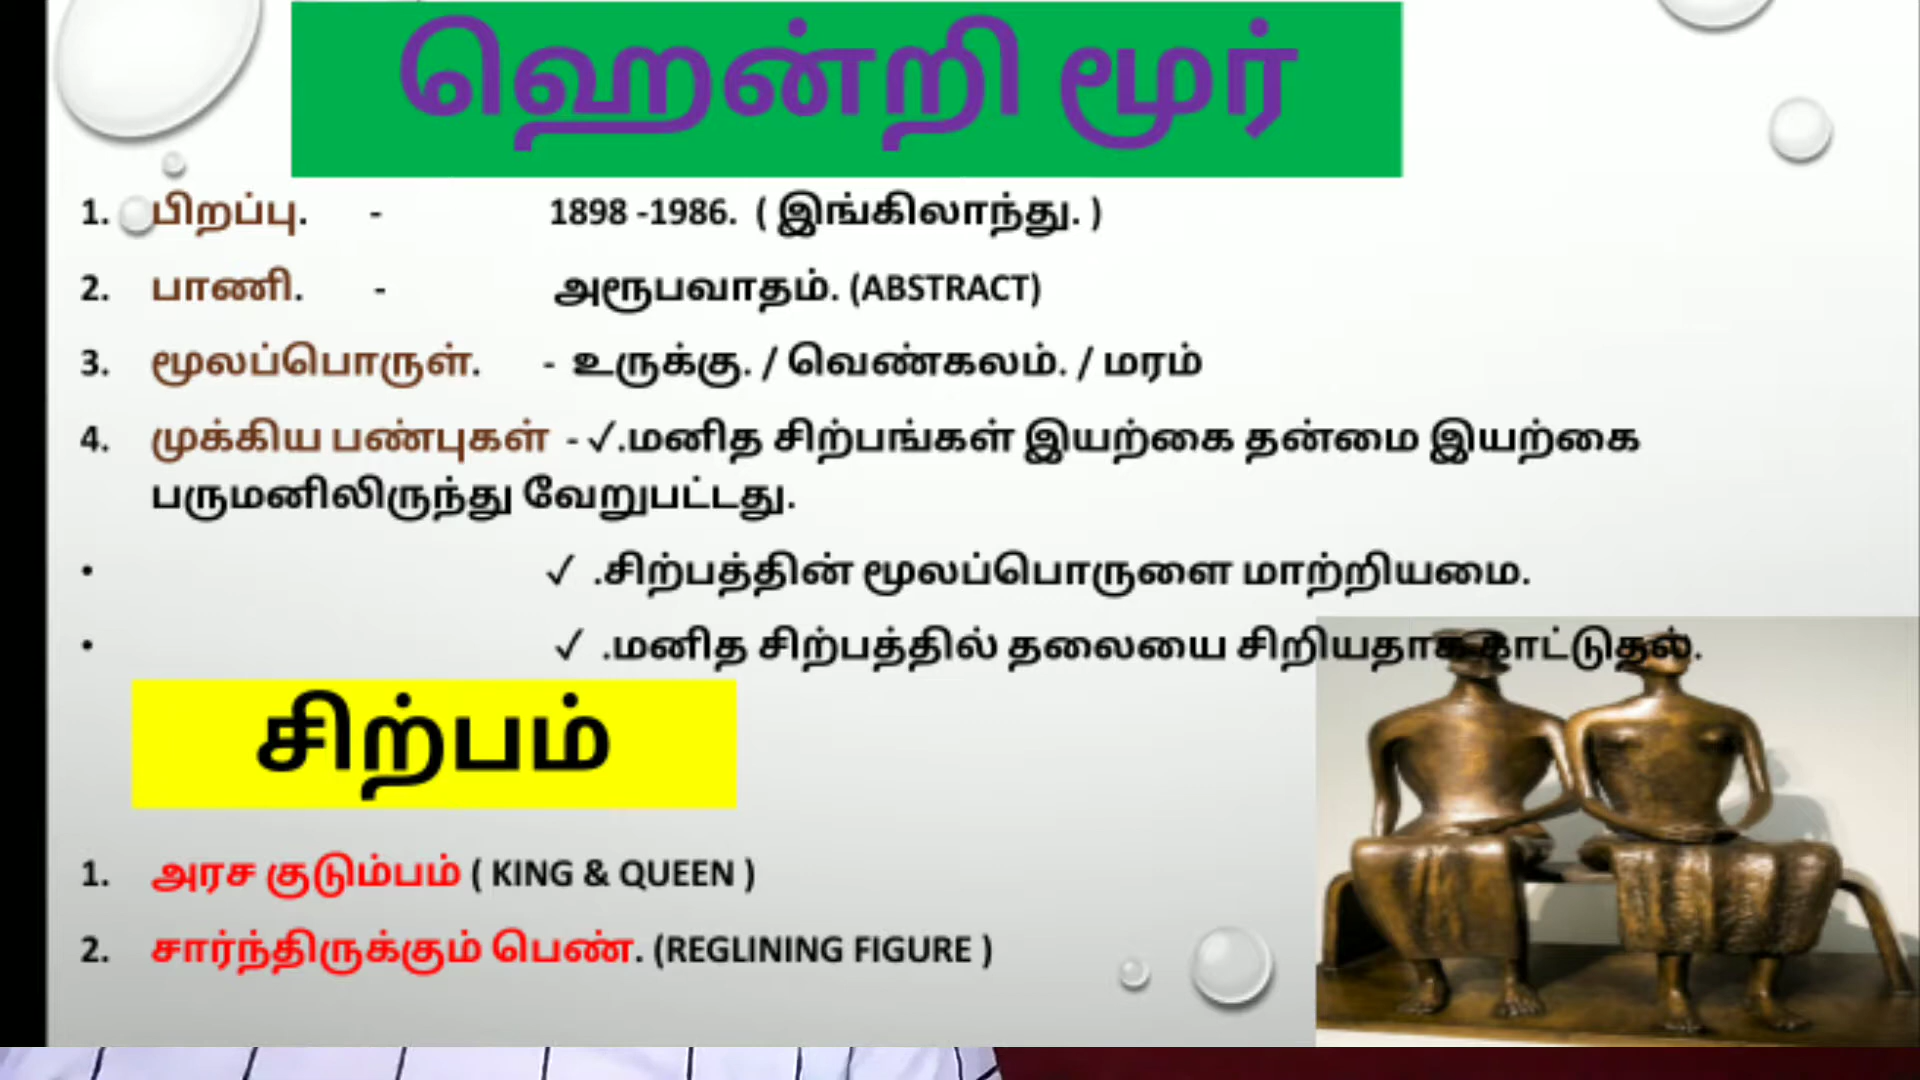 ஹென்றி மூர்
1. பிறப்பு. - 1898 -1986. ( இங்கிலாந்து. )
2. பாணி. - அரூபவாதம். (ABSTRACT)
3. மூலப்பொருள். - உருக்கு. / வெண்கலம். / மரம்
4. முக்கிய பண்புகள் - ✓.மனித சிற்பங்கள் இயற்கை தன்மை இயற்கை
பருமனிலிருந்து வேறுபட்டது.
• ✓ .சிற்பத்தின் மூலப்பொருளை மாற்றியமை.
• ✓ .மனித சிற்பத்தில் தலையை சிறியதாக காட்டுதல்.
சிற்பம்
1. அரச குடும்பம் ( KING & QUEEN )
2. சார்ந்திருக்கும் பெண். (REGLINING FIGURE )